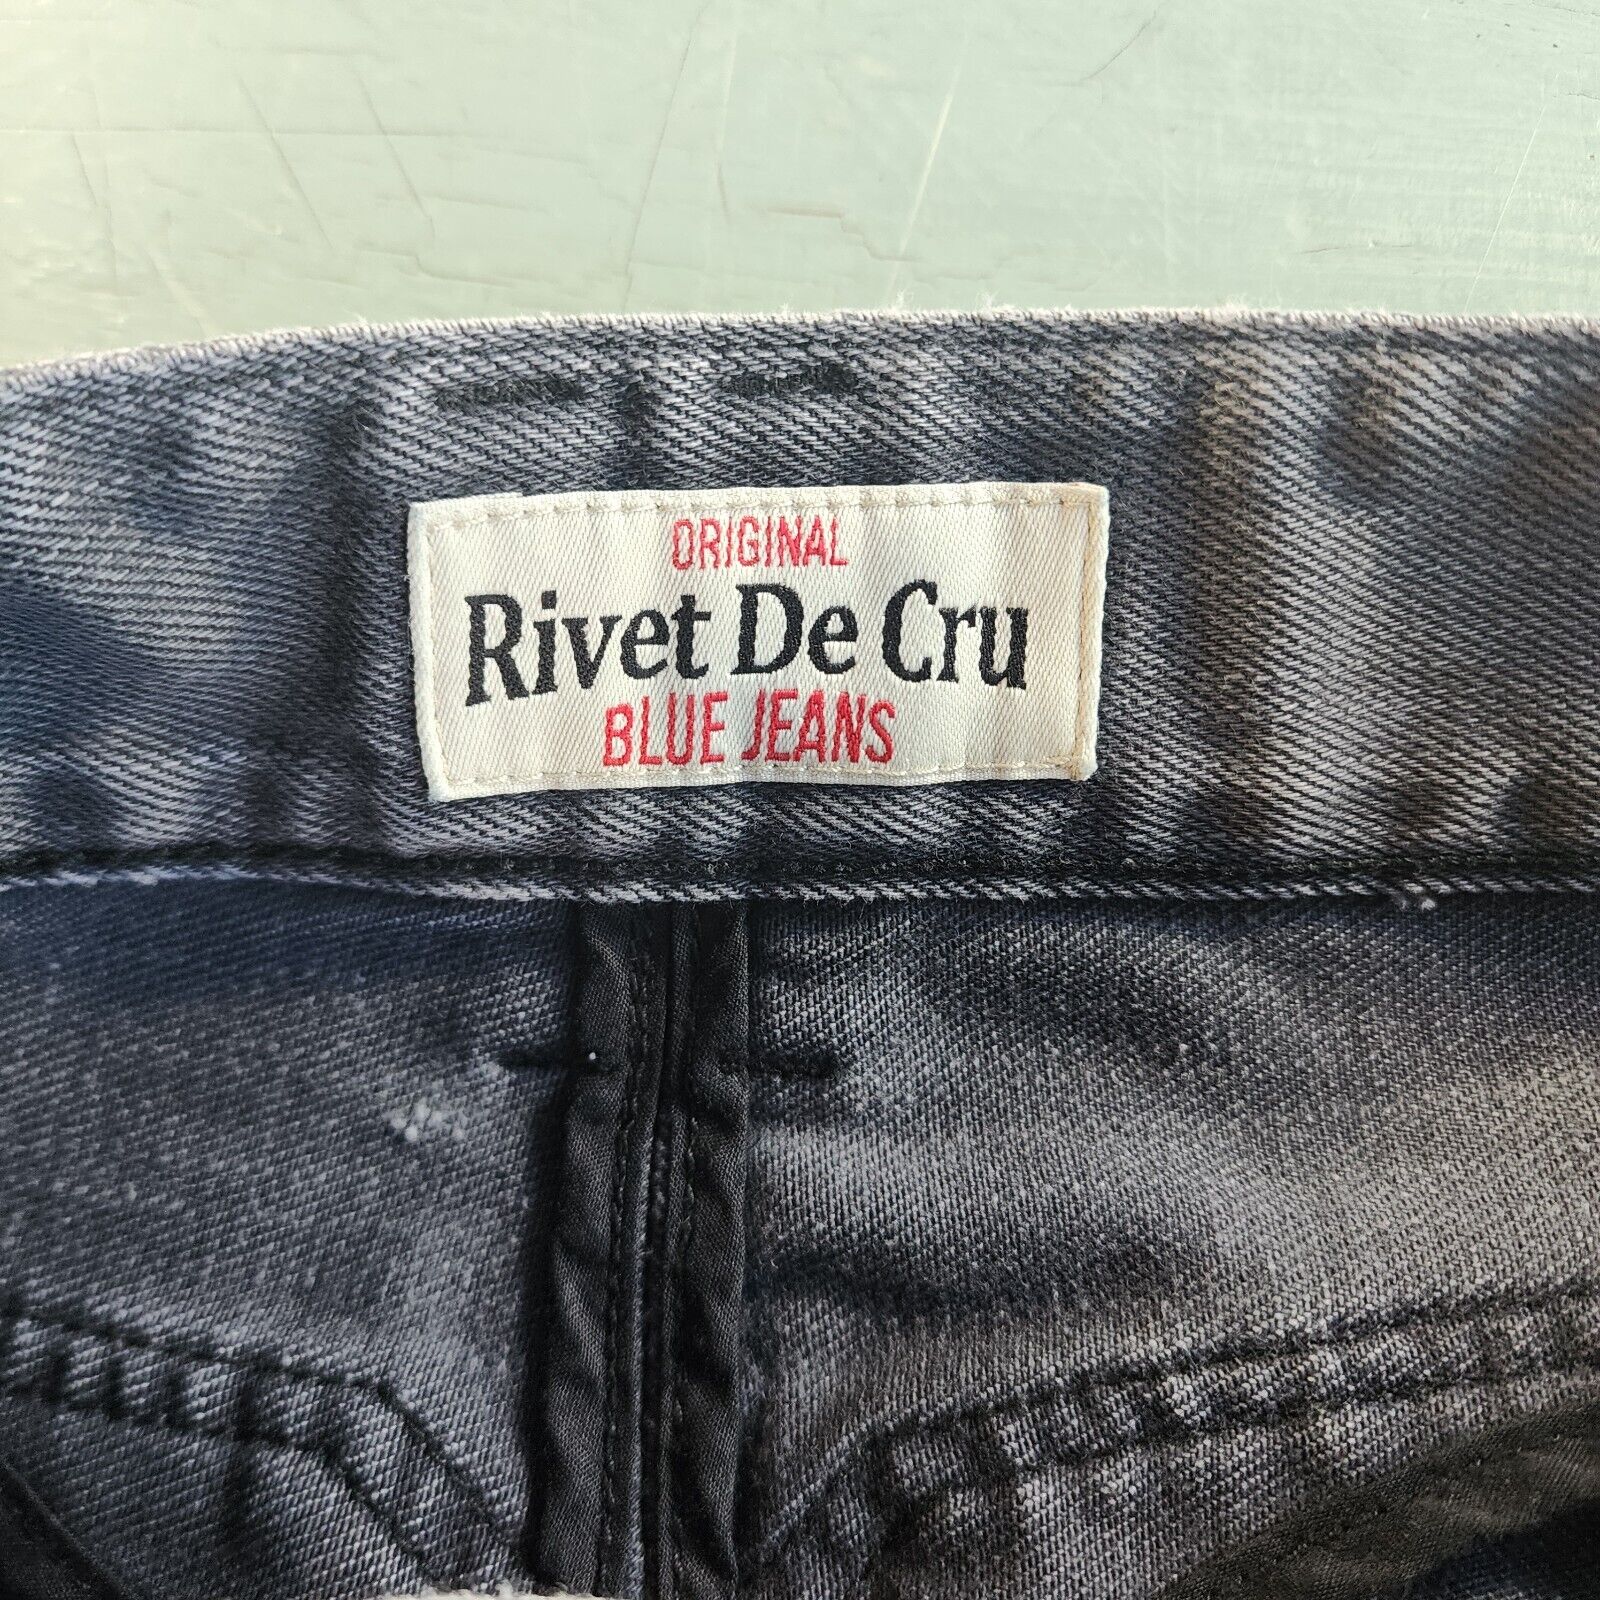 ORIGINAL
Rivet De Cru
BLUE JEANS